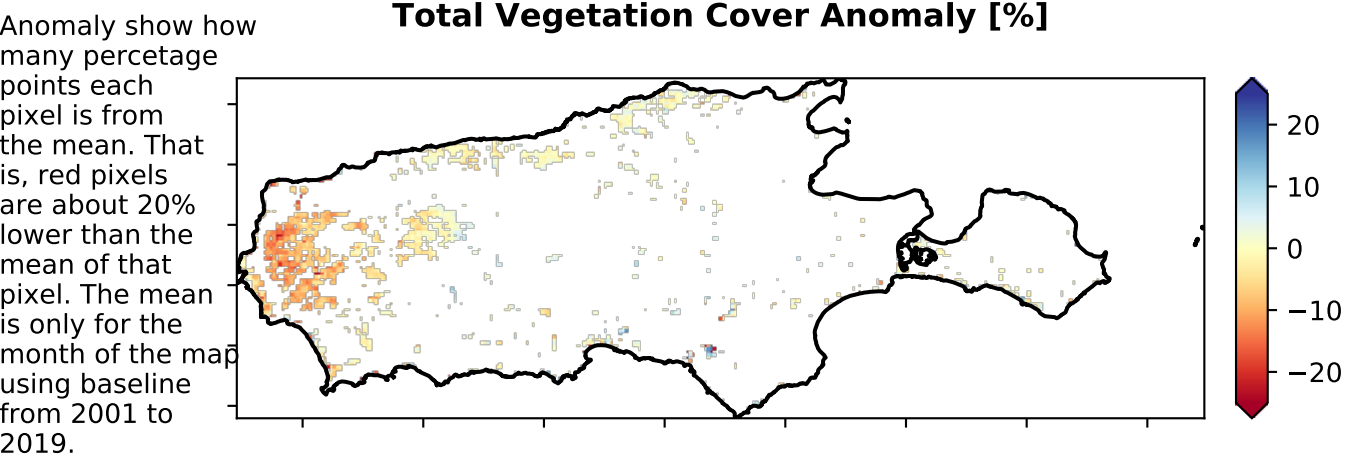 Total Vegetation Cover Anomaly [%]
Anomaly show how
many percetage
points each
pixel is from
the mean. That
is, red pixels
are about 20%
lower than the
mean of that
pixel. The mean
is only for the
month of the map
using baseline
from 2001 to
2019.
20
10
0
−10
−20